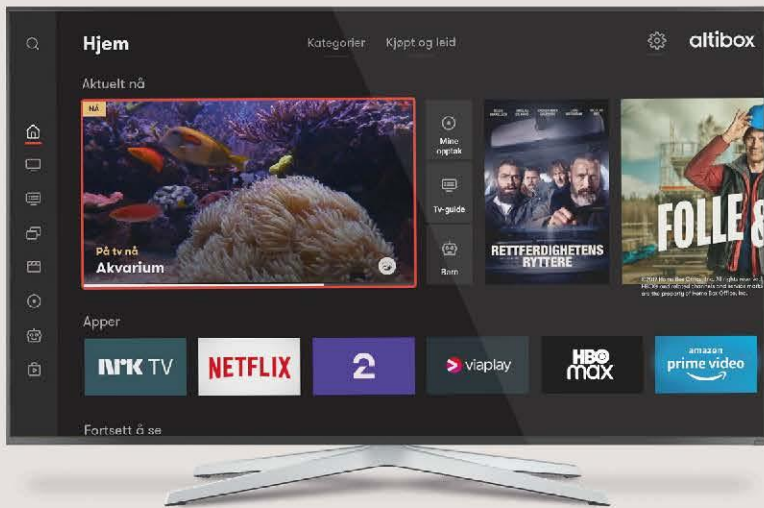 Hjem
Kategorier
Kjøpt og leid
altibox
Aktuelt nå
NÅ
På tv nå
Akvarium
Mine
opptak
Tv-guide
Barn
RETTFERDIGHETENS
RYTTERE
FOLLE &
Apper
NRK TV
NETFLIX
2
viaplay
HBO
max
amazon
prime video
Fortsett å se